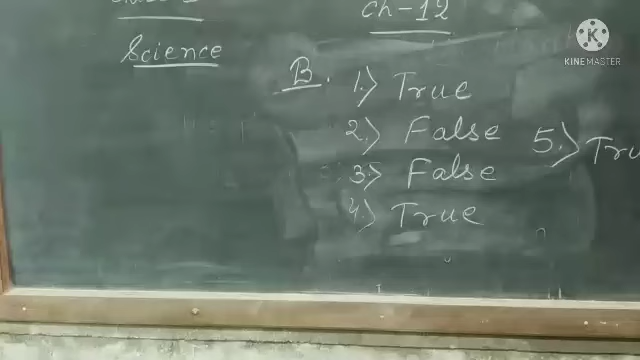 Science
ch-12
B. 1.) True
2.) False
3.) False
4.) True
5.) Tru
KINEMASTER